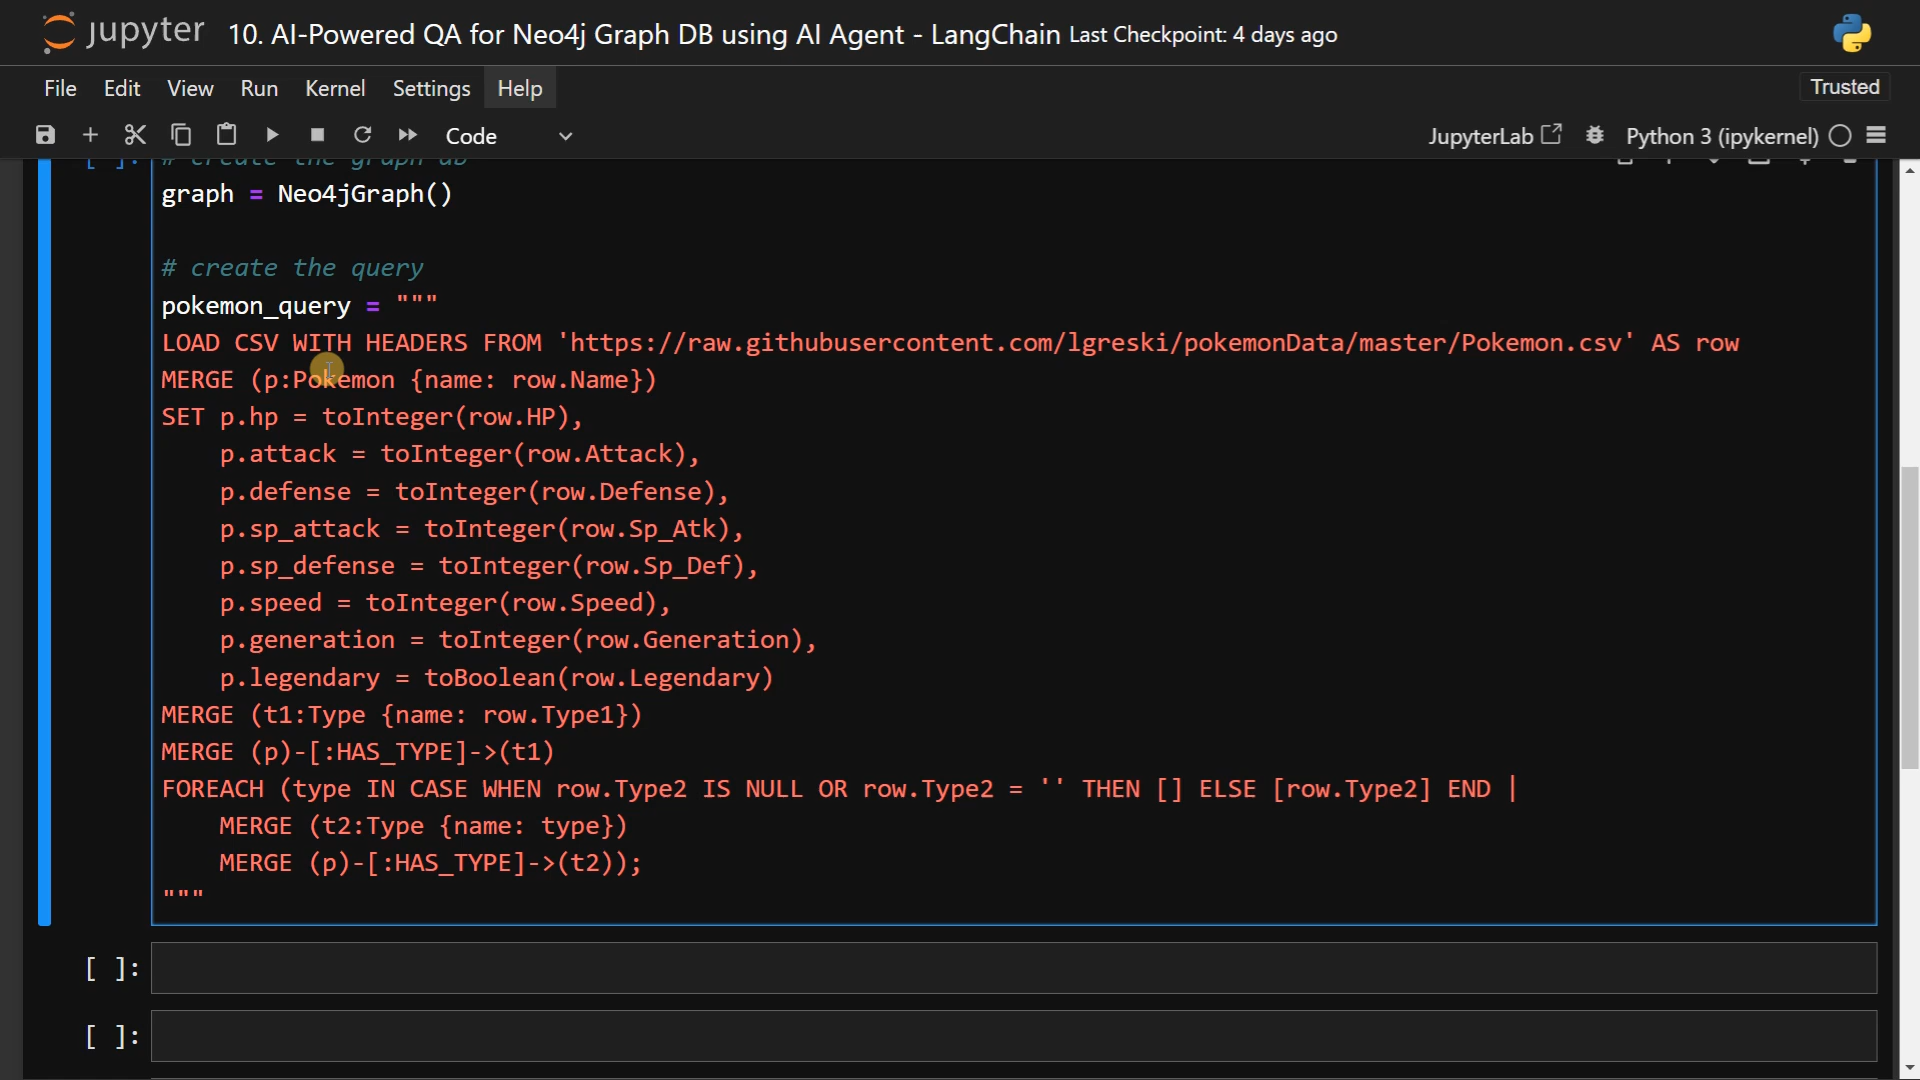 jupyter 10. AI-Powered QA for Neo4j Graph DB using AI Agent - LangChain Last Checkpoint: 4 days ago
File Edit View Run Kernel Settings Help Trusted
Code JupyterLab Python 3 (ipykernel)
[ ]: # create the graph db
graph = Neo4jGraph()
# create the query
pokemon_query = """
LOAD CSV WITH HEADERS FROM 'https://raw.githubusercontent.com/lgreski/pokemonData/master/Pokemon.csv' AS row
MERGE (p:Pokemon {name: row.Name})
SET p.hp = toInteger(row.HP),
    p.attack = toInteger(row.Attack),
    p.defense = toInteger(row.Defense),
    p.sp_attack = toInteger(row.Sp_Atk),
    p.sp_defense = toInteger(row.Sp_Def),
    p.speed = toInteger(row.Speed),
    p.generation = toInteger(row.Generation),
    p.legendary = toBoolean(row.Legendary)
MERGE (t1:Type {name: row.Type1})
MERGE (p)-[:HAS_TYPE]->(t1)
FOREACH (type IN CASE WHEN row.Type2 IS NULL OR row.Type2 = '' THEN [] ELSE [row.Type2] END |
    MERGE (t2:Type {name: type})
    MERGE (p)-[:HAS_TYPE]->(t2));
"""
[ ]:
[ ]: